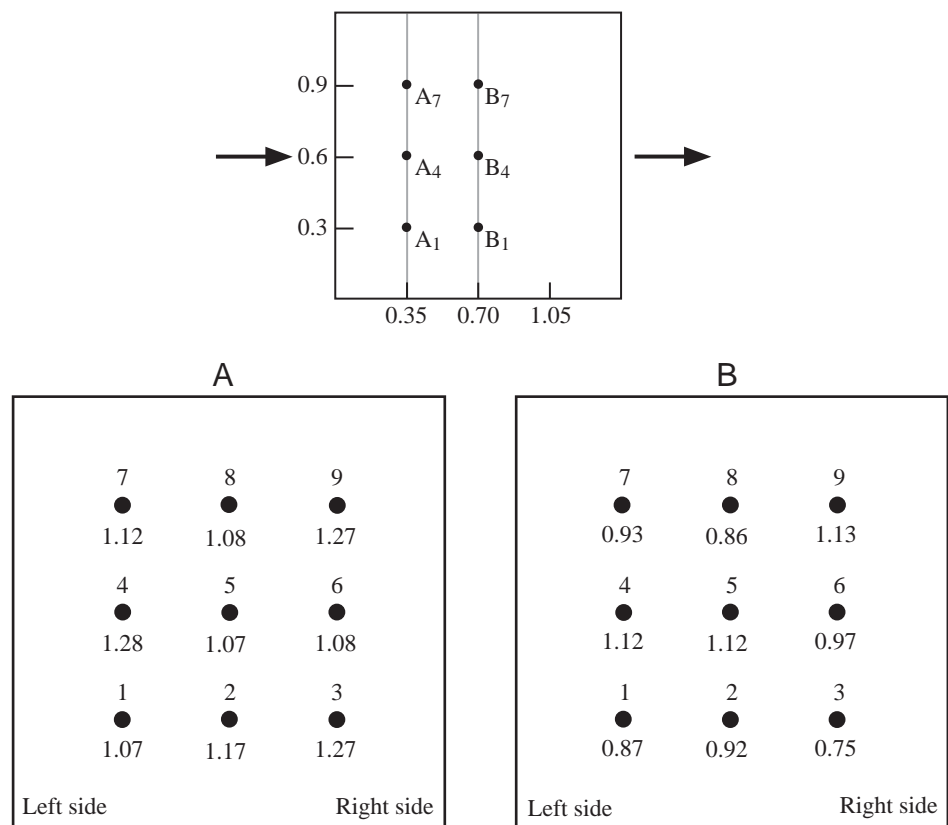 0.9
A7 B7
0.6
A4 B4
0.3
A1 B1
0.35 0.70 1.05
A
7 8 9
1.12 1.08 1.27
4 5 6
1.28 1.07 1.08
1 2 3
1.07 1.17 1.27
Left side Right side
B
7 8 9
0.93 0.86 1.13
4 5 6
1.12 1.12 0.97
1 2 3
0.87 0.92 0.75
Left side Right side